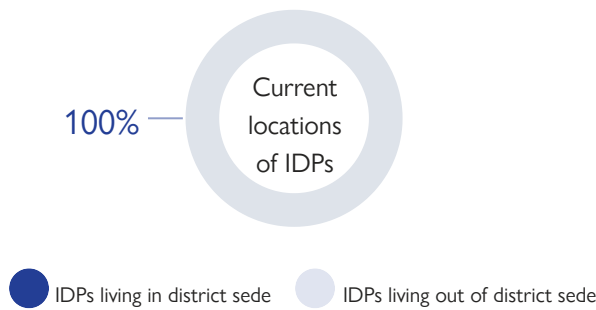 Current
locations
of IDPs
100%
IDPs living in district sede
IDPs living out of district sede